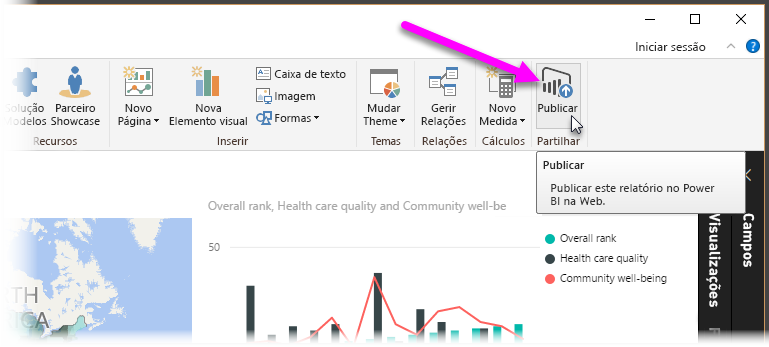 Iniciar sessão
Solução Modelos
Parceiro Showcase
Novo Página
Nova Elemento visual
Caixa de texto
Imagem
Formas
Mudar Theme
Gerir Relações
Novo Medida
Publicar
Recursos
Inserir
Temas
Relações
Cálculos
Partilhar
Publicar
Publicar este relatório no Power
BI na Web.
Overall rank, Health care quality and Community well-be
50
Overall rank
Health care quality
Community well-being
Visualizações
Campos